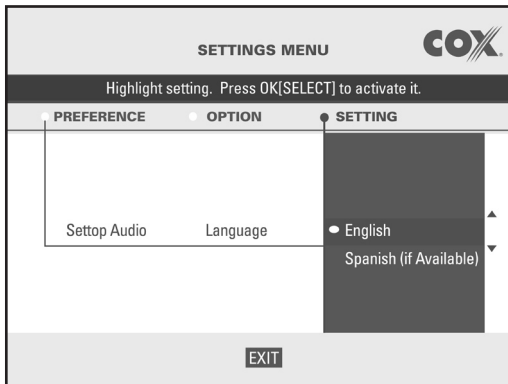 SETTINGS MENU
COX.
Highlight setting. Press OK[SELECT] to activate it.
PREFERENCE OPTION SETTING
Settop Audio Language English
Spanish (if Available)
EXIT